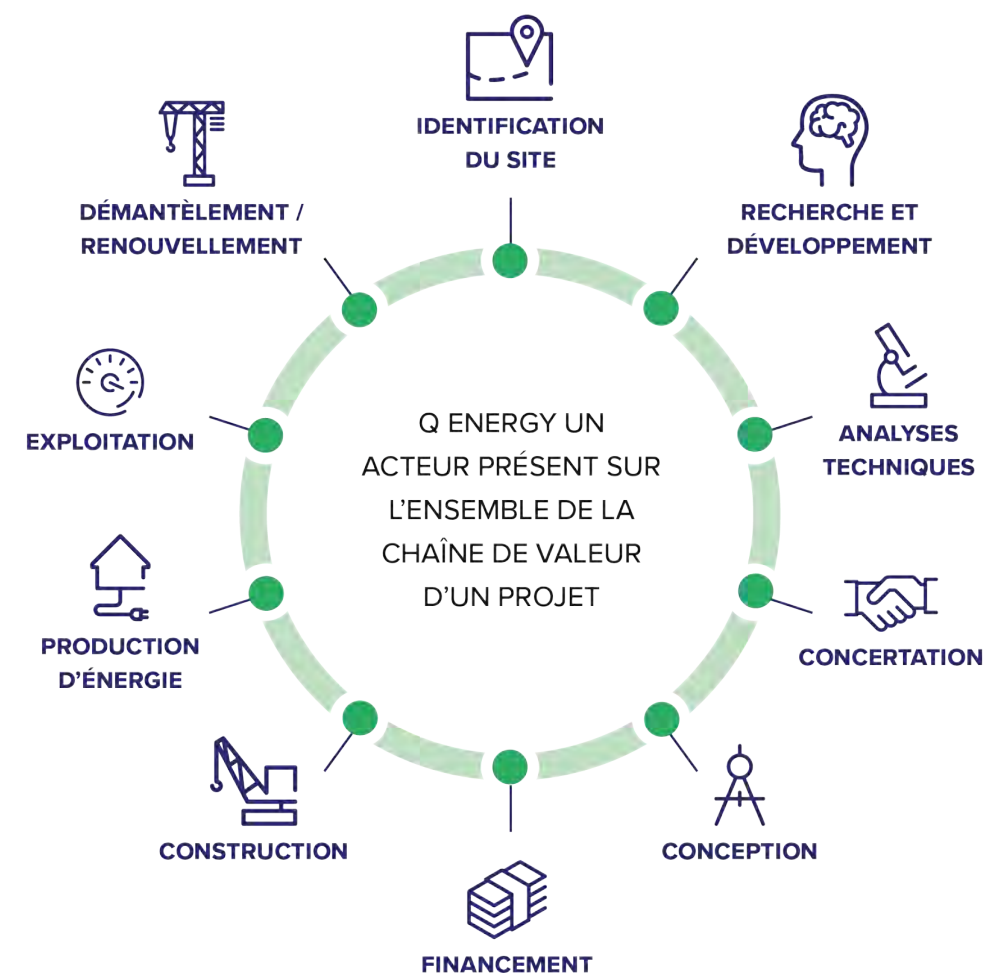 IDENTIFICATION
DU SITE
RECHERCHE ET
DÉVELOPPEMENT
ANALYSES
TECHNIQUES
CONCERTATION
CONCEPTION
FINANCEMENT
CONSTRUCTION
PRODUCTION
D'ÉNERGIE
EXPLOITATION
DÉMANTÈLEMENT /
RENOUVELLEMENT
Q ENERGY UN
ACTEUR PRÉSENT SUR
L'ENSEMBLE DE LA
CHAÎNE DE VALEUR
D'UN PROJET